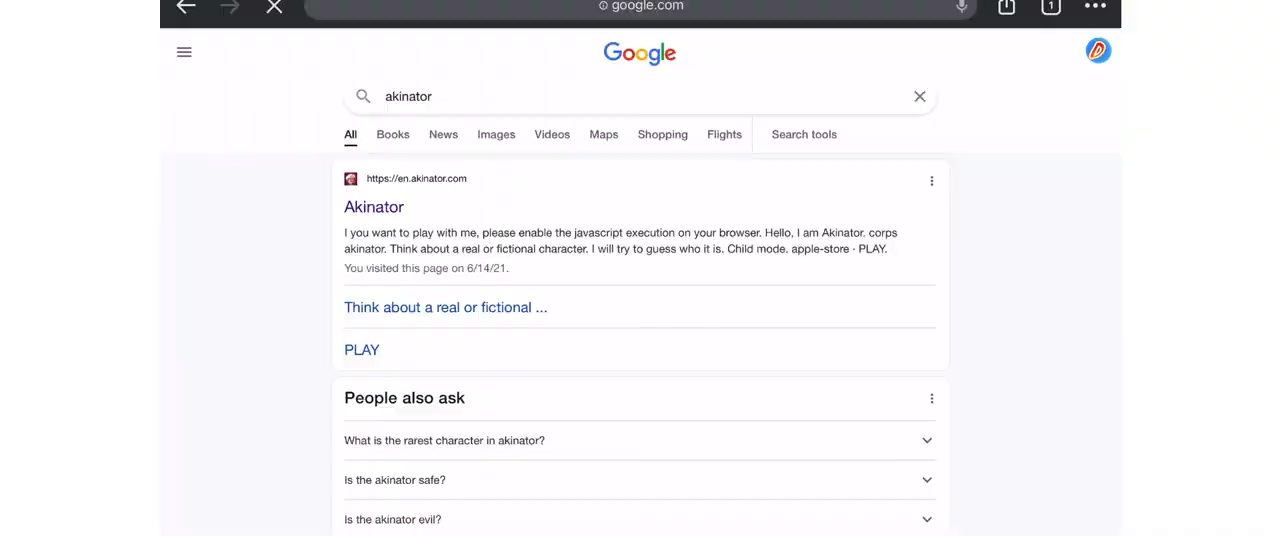 google.com
1
Google
akinator
All Books News Images Videos Maps Shopping Flights Search tools
https://en.akinator.com
Akinator
I you want to play with me, please enable the javascript execution on your browser. Hello, I am Akinator. corps
akinator. Think about a real or fictional character. I will try to guess who it is. Child mode. apple-store · PLAY.
You visited this page on 6/14/21.
Think about a real or fictional ...
PLAY
People also ask
What is the rarest character in akinator?
Is the akinator safe?
Is the akinator evil?